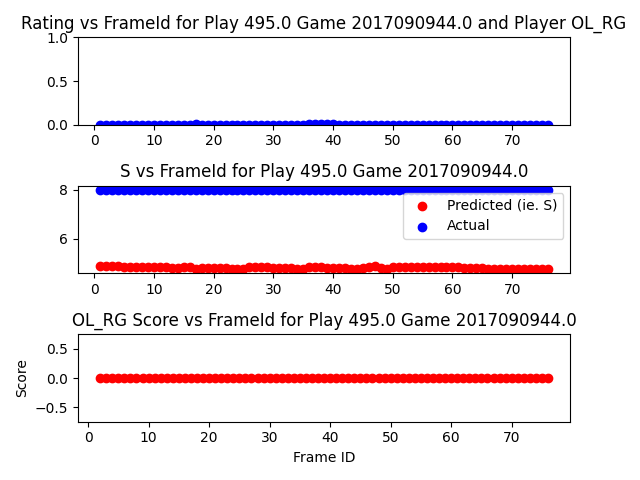 Rating vs FrameId for Play 495.0 Game 2017090944.0 and Player OL_RG
1.0
0.5
0.0
0 10 20 30 40 50 60 70
S vs FrameId for Play 495.0 Game 2017090944.0
8
6
Predicted (ie. S)
Actual
0 10 20 30 40 50 60 70
OL_RG Score vs FrameId for Play 495.0 Game 2017090944.0
Score
0.5
0.0
−0.5
0 10 20 30 40 50 60 70
Frame ID